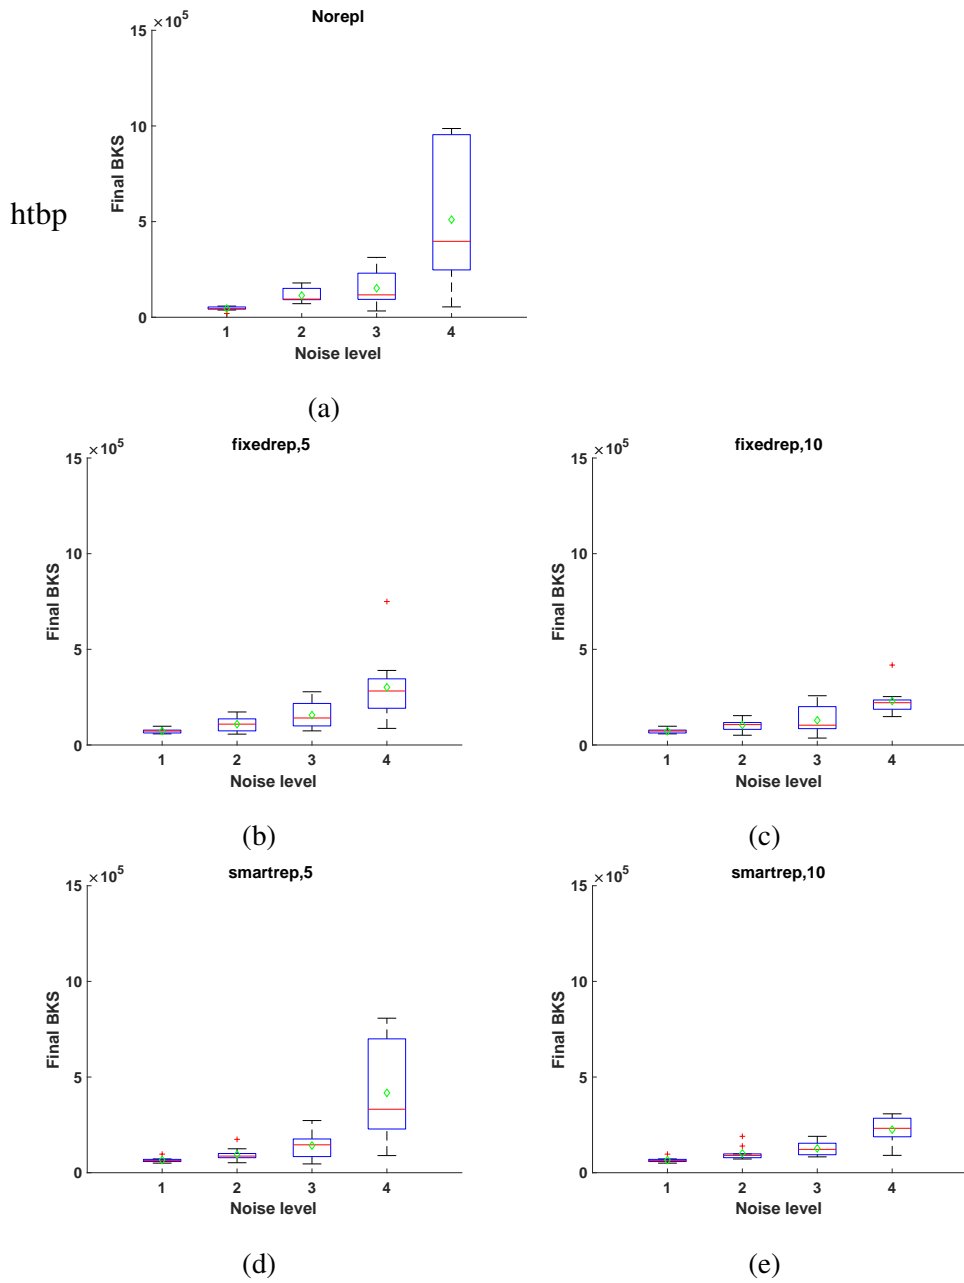 Norepl
×10^5
15
10
5
0
Final BKS
htbp
1 2 3 4
Noise level
(a)
fixedrep,5
×10^5
15
10
5
0
Final BKS
1 2 3 4
Noise level
(b)
fixedrep,10
×10^5
15
10
5
0
Final BKS
1 2 3 4
Noise level
(c)
smartrep,5
×10^5
15
10
5
0
Final BKS
1 2 3 4
Noise level
(d)
smartrep,10
×10^5
15
10
5
0
Final BKS
1 2 3 4
Noise level
(e)